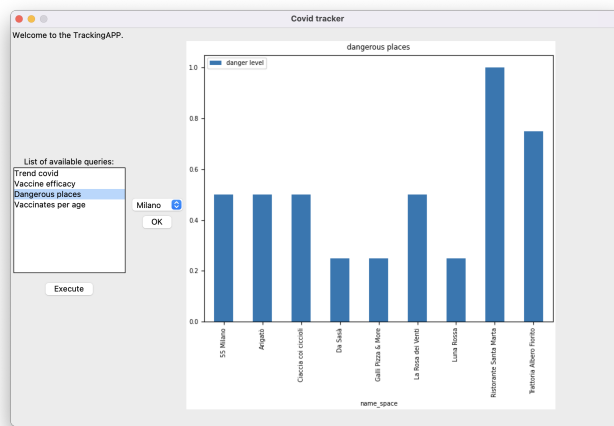 Covid tracker
Welcome to the TrackingAPP.
List of available queries:
Trend covid
Vaccine efficacy
Dangerous places
Vaccinates per age
Execute
Milano
OK
dangerous places
danger level
1.0
0.8
0.6
0.4
0.2
0.0
55 Milano
Arigatò
Ciaccia coi ciccioli
Da Sasà
Galli Pizza & More
La Rosa dei Venti
Luna Rossa
Ristorante Santa Marta
Trattoria Albero Fiorito
name_space